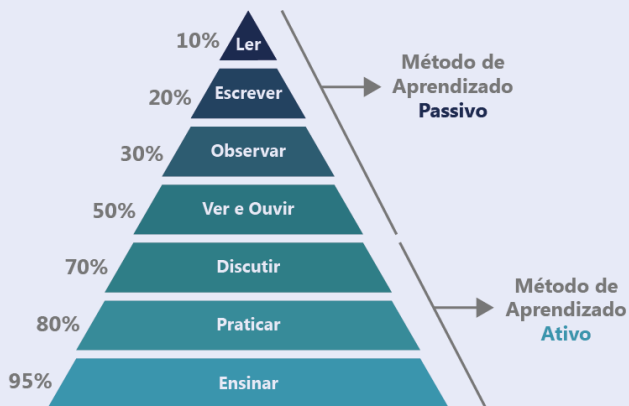 10%
Ler
20%
Escrever
30%
Observar
50%
Ver e Ouvir
70%
Discutir
80%
Praticar
95%
Ensinar
Método de
Aprendizado
Passivo
Método de
Aprendizado
Ativo